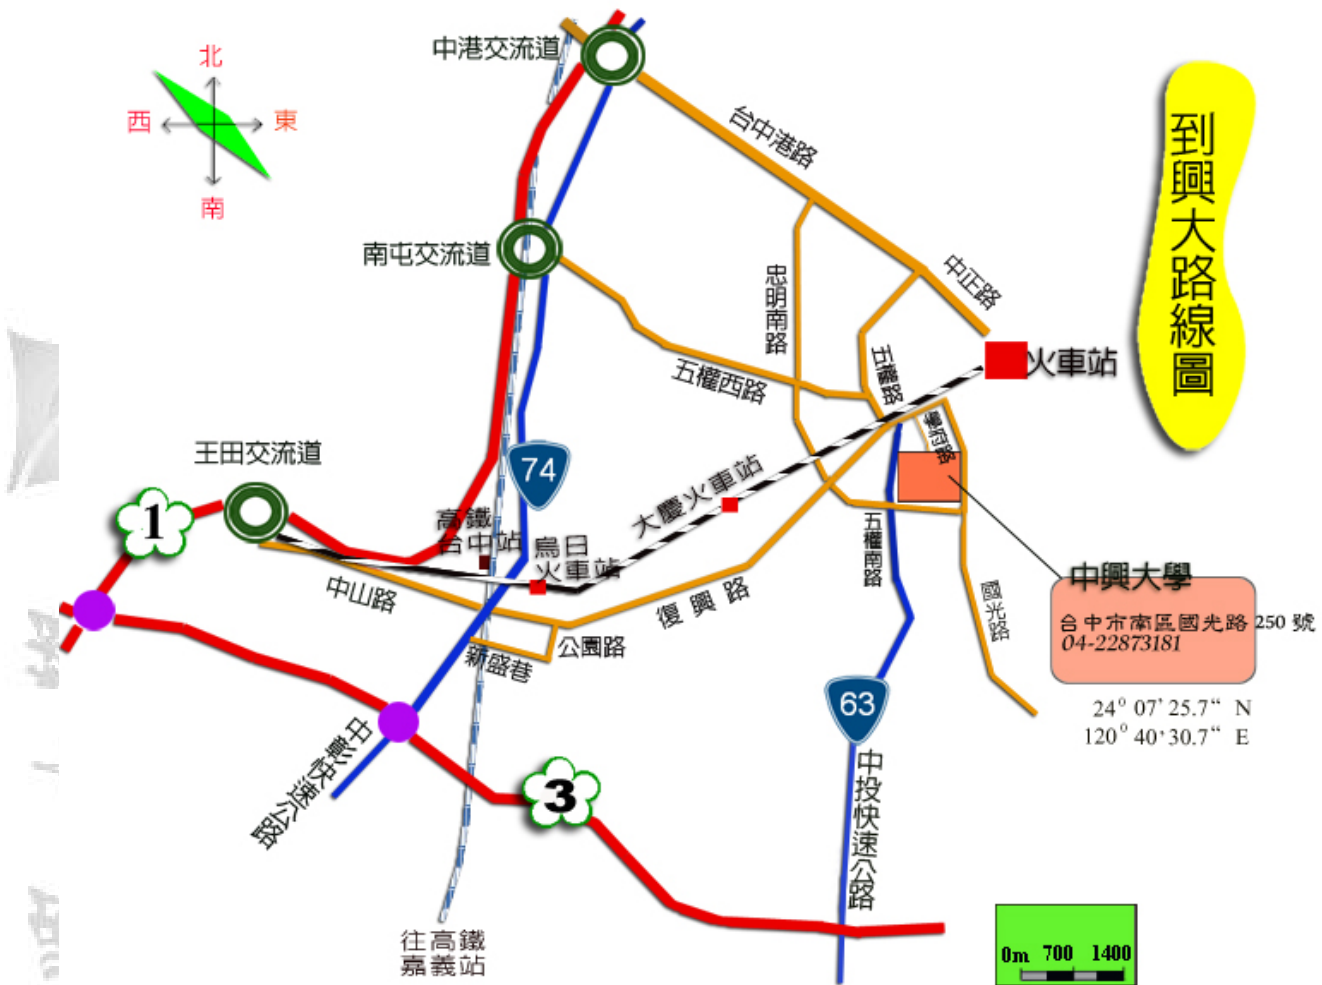 中港交流道
北
西
東
南
台中港路
到興大路線圖
南屯交流道
忠明南路
中正路
五權路
火車站
五權西路
王田交流道
74
大慶火車站
1
高鐵
台中站
烏日
火車站
五權南路
中山路
復興路
國光路
中興大學
台中市南區國光路250 號
04-22873181
公園路
新盛巷
24° 07' 25.7“ N
120° 40' 30.7“ E
63
中彰快速公路
3
中投快速公路
往高鐵
嘉義站
0m 700 1400